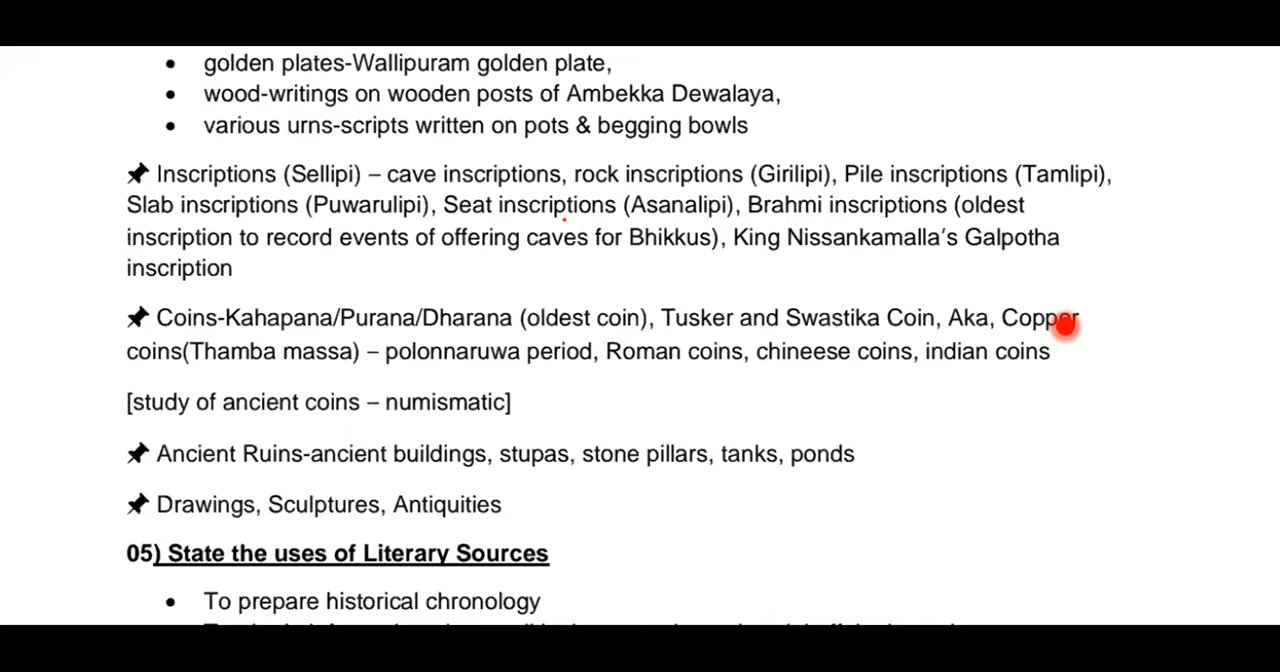 • golden plates-Wallipuram golden plate,
• wood-writings on wooden posts of Ambekka Dewalaya,
• various urns-scripts written on pots & begging bowls
Inscriptions (Sellipi) – cave inscriptions, rock inscriptions (Girilipi), Pile inscriptions (Tamlipi),
Slab inscriptions (Puwarulipi), Seat inscriptions (Asanalipi), Brahmi inscriptions (oldest
inscription to record events of offering caves for Bhikkus), King Nissankamalla’s Galpotha
inscription
Coins-Kahapana/Purana/Dharana (oldest coin), Tusker and Swastika Coin, Aka, Copper
coins(Thamba massa) – polonnaruwa period, Roman coins, chineese coins, indian coins
[study of ancient coins – numismatic]
Ancient Ruins-ancient buildings, stupas, stone pillars, tanks, ponds
Drawings, Sculptures, Antiquities
05) State the uses of Literary Sources
• To prepare historical chronology